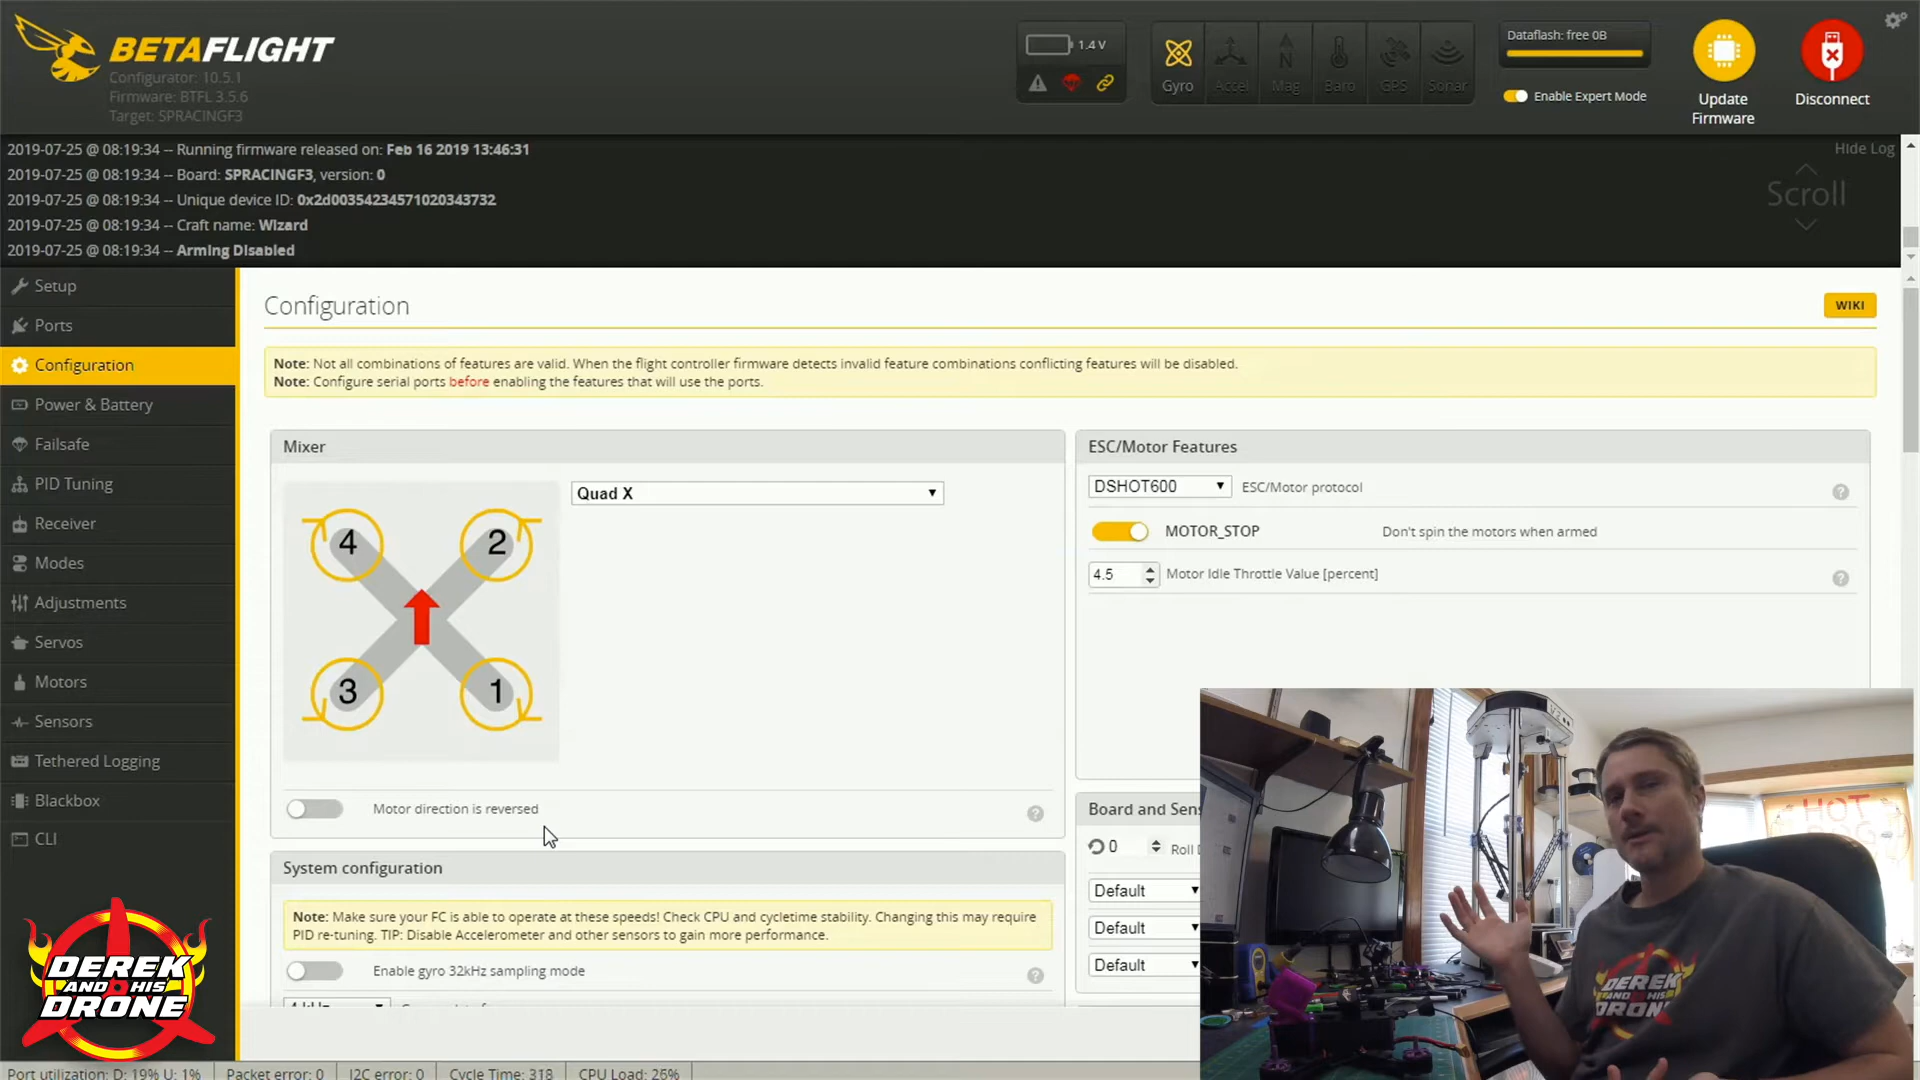 BETAFLIGHT
Configurator: 10.5.1
Firmware: BTFL 3.5.6
Target: SPRACINGF3
1.4 V
Gyro
Accel
Mag
Baro
GPS
Sonar
Dataflash: free 0B
Enable Expert Mode
Update
Firmware
Disconnect
2019-07-25 @ 08:19:34 -- Running firmware released on: Feb 16 2019 13:46:31
2019-07-25 @ 08:19:34 -- Board: SPRACINGF3, version: 0
2019-07-25 @ 08:19:34 -- Unique device ID: 0x2d00354234571020343732
2019-07-25 @ 08:19:34 -- Craft name: Wizard
2019-07-25 @ 08:19:34 -- Arming Disabled
Hide Log
Scroll
Setup
Ports
Configuration
Power & Battery
Failsafe
PID Tuning
Receiver
Modes
Adjustments
Servos
Motors
Sensors
Tethered Logging
Blackbox
CLI
Configuration
WIKI
Note: Not all combinations of features are valid. When the flight controller firmware detects invalid feature combinations conflicting features will be disabled.
Note: Configure serial ports before enabling the features that will use the ports.
Mixer
Quad X
4
2
3
1
Motor direction is reversed
ESC/Motor Features
DSHOT600
ESC/Motor protocol
MOTOR_STOP
Don't spin the motors when armed
4.5
Motor Idle Throttle Value [percent]
System configuration
Note: Make sure your FC is able to operate at these speeds! Check CPU and cycletime stability. Changing this may require
PID re-tuning. TIP: Disable Accelerometer and other sensors to gain more performance.
Enable gyro 32kHz sampling mode
Board and Sens
0
Roll D
Default
Default
Default
DEREK
AND HIS
DRONE
HOT
DOG
DEREK
AND HIS
DRONE
Port utilization: D: 19% U: 1%
Packet error: 0
I2C error: 0
Cycle Time: 318
CPU Load: 26%